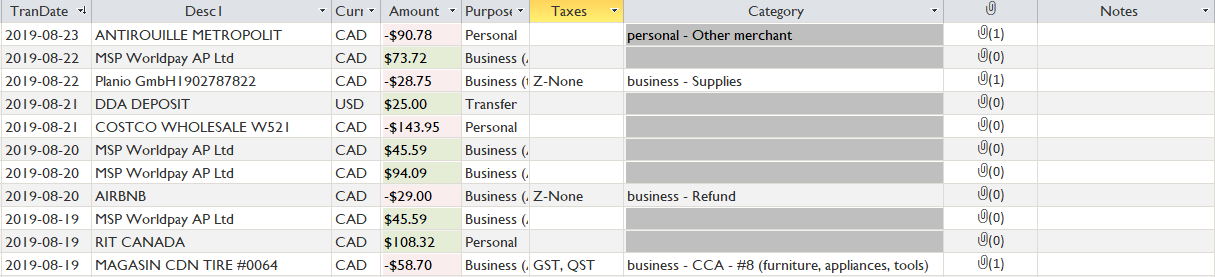 TranDate Desc1 Curr Amount Purpose Taxes Category Notes
2019-08-23 ANTIROUILLE METROPOLIT CAD -$90.78 Personal personal - Other merchant (1)
2019-08-22 MSP Worldpay AP Ltd CAD $73.72 Business (0)
2019-08-22 Planio GmbH1902787822 CAD -$28.75 Business (t Z-None business - Supplies (1)
2019-08-21 DDA DEPOSIT USD $25.00 Transfer (0)
2019-08-21 COSTCO WHOLESALE W521 CAD -$143.95 Personal (0)
2019-08-20 MSP Worldpay AP Ltd CAD $45.59 Business (0)
2019-08-20 MSP Worldpay AP Ltd CAD $94.09 Business (0)
2019-08-20 AIRBNB CAD -$29.00 Business Z-None business - Refund (0)
2019-08-19 MSP Worldpay AP Ltd CAD $45.59 Business (0)
2019-08-19 RIT CANADA CAD $108.32 Personal (0)
2019-08-19 MAGASIN CDN TIRE #0064 CAD -$58.70 Business GST, QST business - CCA - #8 (furniture, appliances, tools) (1)